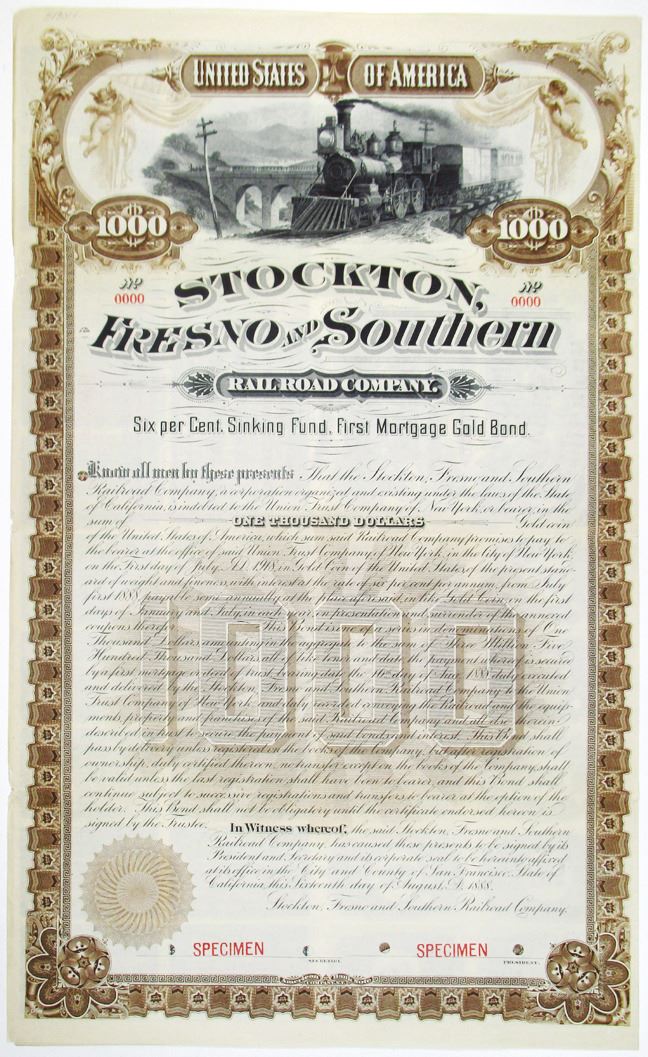 UNITED STATES OF AMERICA
$1000 $1000
No No
0000 0000
STOCKTON,
FRESNO AND Southern
RAILROAD COMPANY.
Six per Cent. Sinking Fund, First Mortgage Gold Bond.
Know all men by these presents That the Stockton, Fresno and Southern
Railroad Company, a corporation organized and existing under the laws of the State
of California, is indebted to the Union Trust Company of New York, or bearer, in the
sum of ONE THOUSAND DOLLARS Gold coin
of the United States of America, which sum said Railroad Company promises to pay to
the bearer at the office of said Union Trust Company of New York, in the City of New York,
on the First day of July A.D. 1918, in Gold Coin of the United States, of the present stand-
ard of weight and fineness, with interest at the rate of six per cent per annum, from July
first 1888, payable semi-annually at the place aforesaid, in like Gold Coin, on the first
days of January and July in each year, on presentation and surrender of the annexed
coupons thereof. This Bond is one of a series in denominations of One
Thousand Dollars amounting in the aggregate to the sum of Three Million Five
Hundred Thousand Dollars, all of like tenor and date, the payment thereof is secured
by a first mortgage or deed of trust bearing date the day of 1888 duly executed
and delivered by the Stockton, Fresno and Southern Railroad Company to the Union
Trust Company of New York, and conveying the and equip-
ments, property and franchises of the said Railroad Company and all else therein
described in trust to secure the payment of said bonds and interest. This Bond shall
pass by delivery unless registered on the books of the Company, but after registration of
ownership, duly certified thereon, no transfer except on the books of the Company, shall
be valid unless the last registration shall have been to bearer, and this Bond shall
continue subject to successive registrations and transfers to bearer at the option of the
holder. This Bond shall not be obligatory until the certificate endorsed hereon is
signed by the Trustee. In Witness whereof, the said Stockton, Fresno and Southern
Railroad Company, has caused these presents to be signed by its
President and Secretary and its corporate seal to be hereunto affixed
at its office in the City and County of San Francisco, State of
California, this Sixteenth day of August A.D. 1888.
Stockton, Fresno and Southern Railroad Company,
SPECIMEN SPECIMEN
SECRETARY. PRESIDENT.
1000